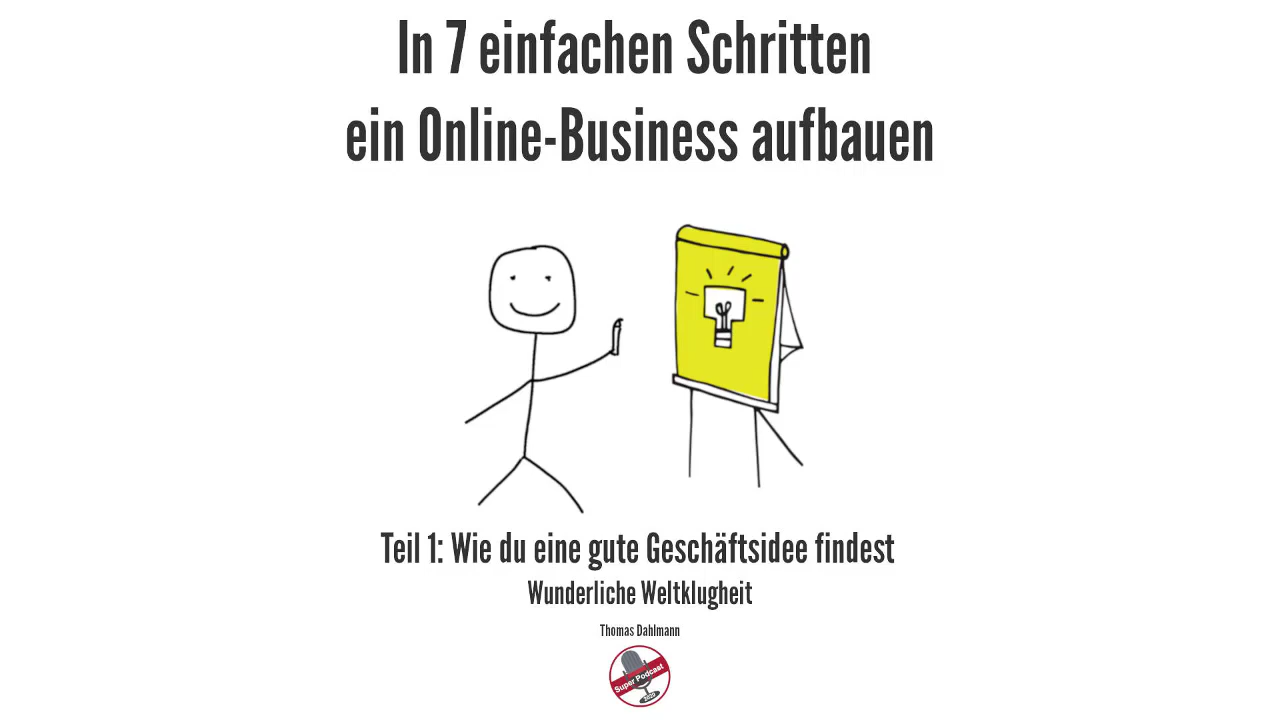 In 7 einfachen Schritten
ein Online-Business aufbauen
Teil 1: Wie du eine gute Geschäftsidee findest
Wunderliche Weltklugheit
Thomas Dahlmann
Super Podcast
2020